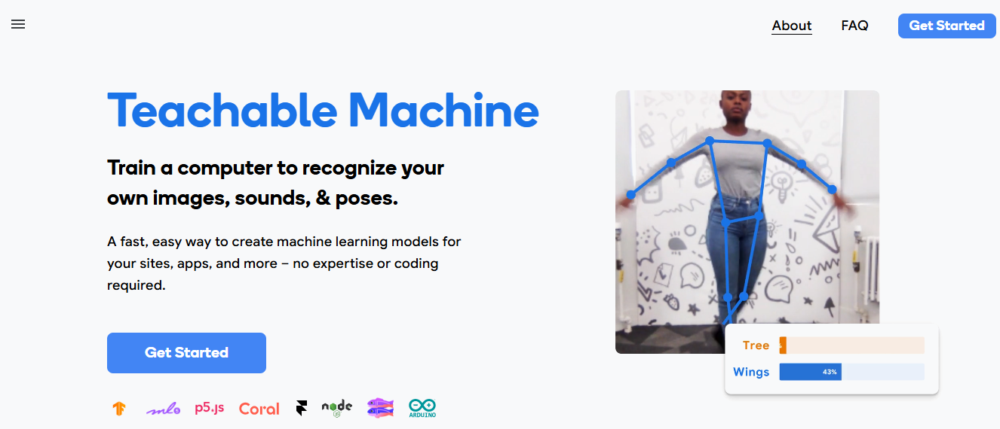 About
FAQ
Get Started
Teachable Machine
Train a computer to recognize your
own images, sounds, & poses.
A fast, easy way to create machine learning models for
your sites, apps, and more – no expertise or coding
required.
Get Started
Tree
Wings 43%
ml5 p5.js Coral node JS ARDUINO